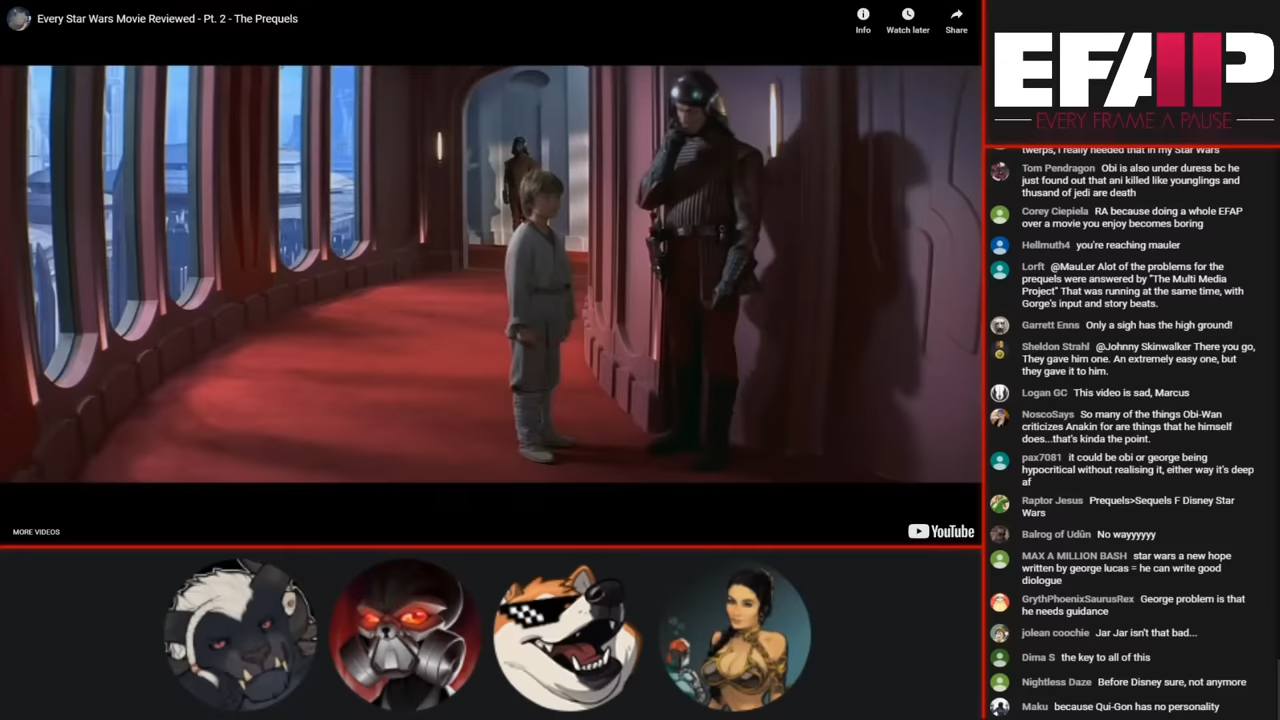 Every Star Wars Movie Reviewed - Pt. 2 - The Prequels
Info
Watch later
Share
MORE VIDEOS
YouTube
EFAP
EVERY FRAME A PAUSE
twerps, I really needed that in my Star Wars
Tom Pendragon Obi is also under duress bc he
just found out that ani killed like younglings and
thusand of jedi are death
Corey Ciepiela RA because doing a whole EFAP
over a movie you enjoy becomes boring
Hellmuth4 you're reaching mauler
Lorft @MauLer Alot of the problems for the
prequels were answered by "The Multi Media
Project" That was running at the same time, with
Gorge's input and story beats.
Garrett Enns Only a sigh has the high ground!
Sheldon Strahl @Johnny Skinwalker There you go,
They gave him one. An extremely easy one, but
they gave it to him.
Logan GC This video is sad, Marcus
NoscoSays So many of the things Obi-Wan
criticizes Anakin for are things that he himself
does...that's kinda the point.
pax7081 it could be obi or george being
hypocritical without realising it, either way it's deep
af
Raptor Jesus Prequels>Sequels F Disney Star
Wars
Balrog of Udûn No wayyyyyy
MAX A MILLION BASH star wars a new hope
written by george lucas = he can write good
diologue
GrythPhoenixSaurusRex George problem is that
he needs guidance
jolean coochie Jar Jar isn't that bad...
Dima S the key to all of this
Nightless Daze Before Disney sure, not anymore
Maku because Qui-Gon has no personality